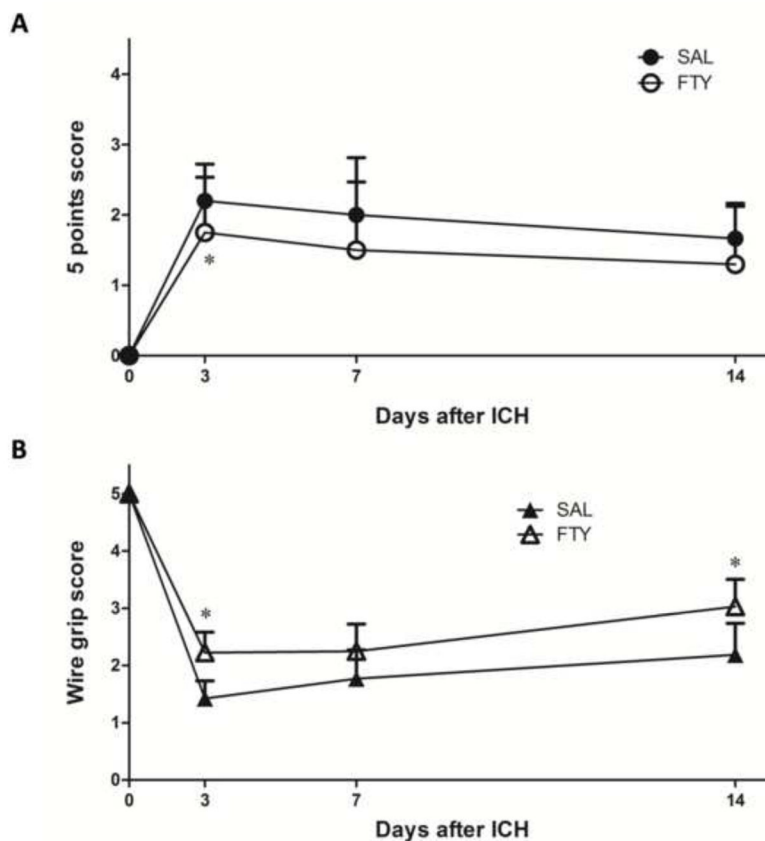 A
SAL
FTY
4
3
2
1
0
*
5 points score
0 3 7 14
Days after ICH
B
SAL
FTY
5
4
3
2
1
0
*
*
Wire grip score
0 3 7 14
Days after ICH